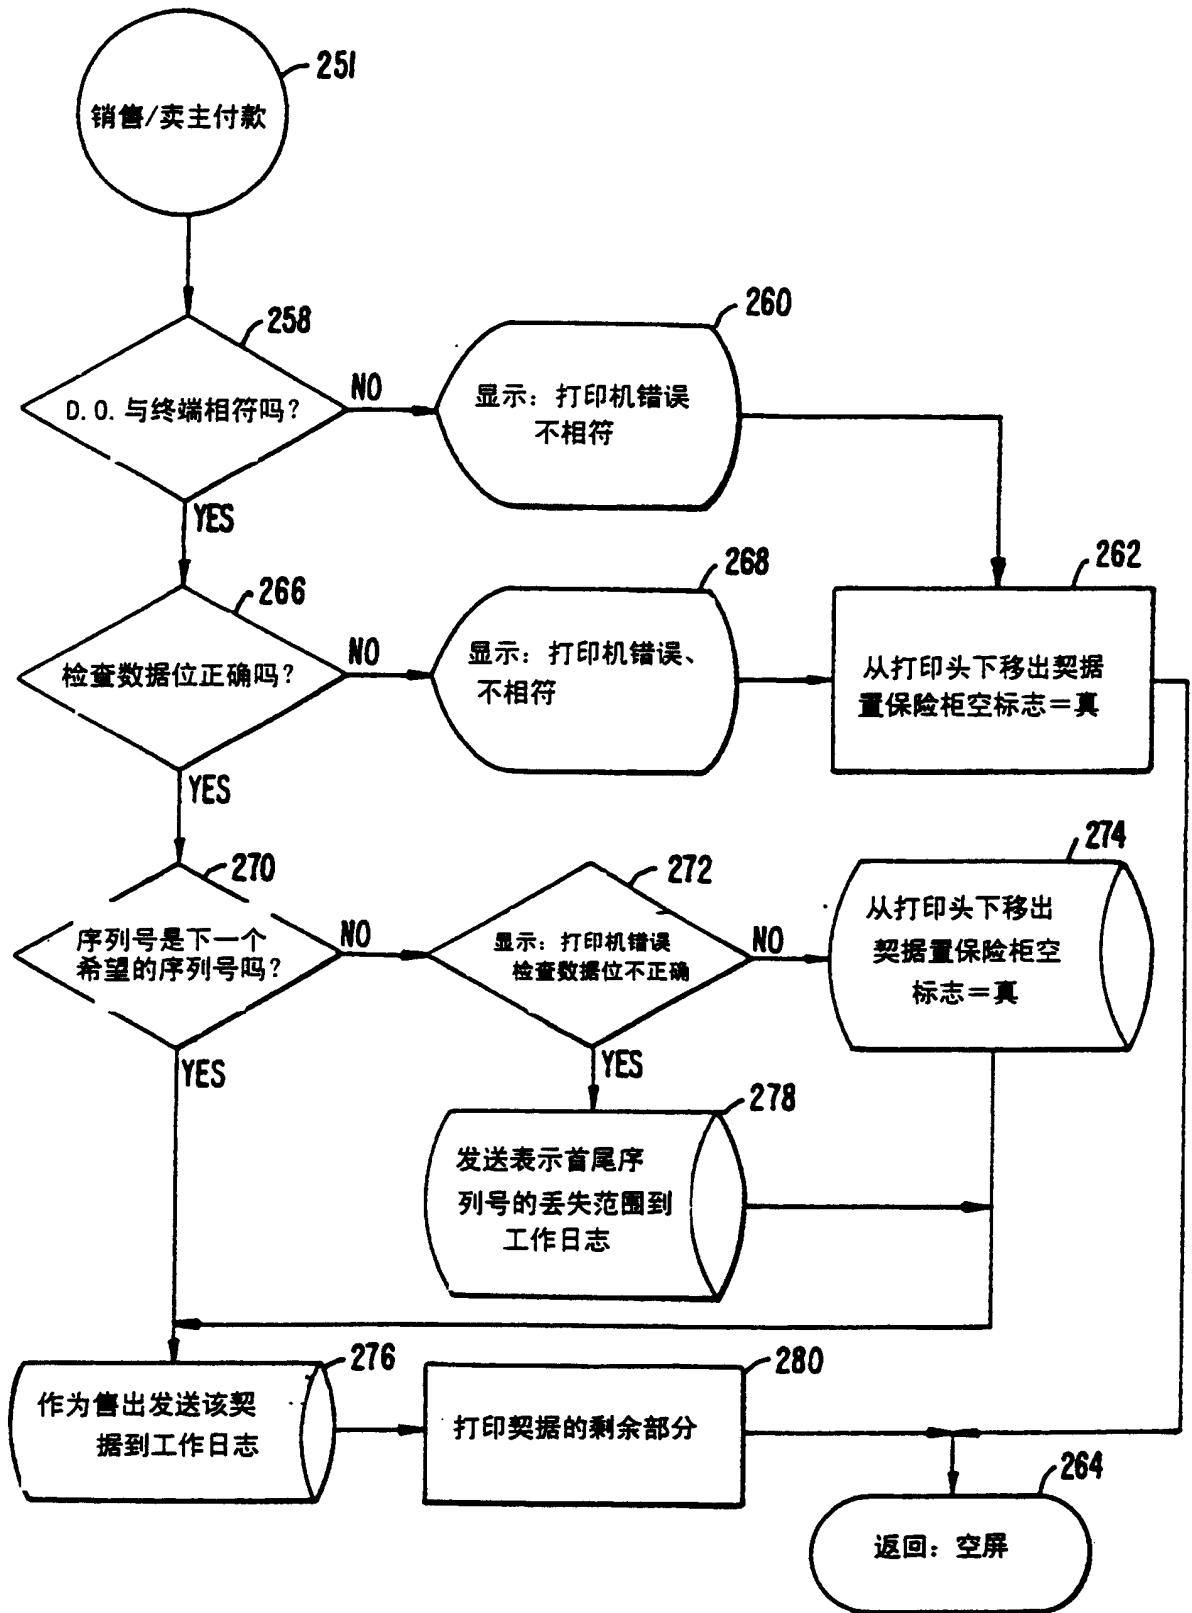 251
销售/卖主付款
258
D.O.与终端相符吗?
NO
YES
260
显示：打印机错误
不相符
262
从打印头下移出契据
置保险柜空标志=真
266
检查数据位正确吗?
NO
YES
268
显示：打印机错误、
不相符
270
序列号是下一个
希望的序列号吗?
NO
YES
272
显示：打印机错误
检查数据位不正确
NO
YES
274
从打印头下移出
契据置保险柜空
标志=真
278
发送表示首尾序
列号的丢失范围到
工作日志
276
作为售出发送该契
据到工作日志
280
打印契据的剩余部分
264
返回：空屏